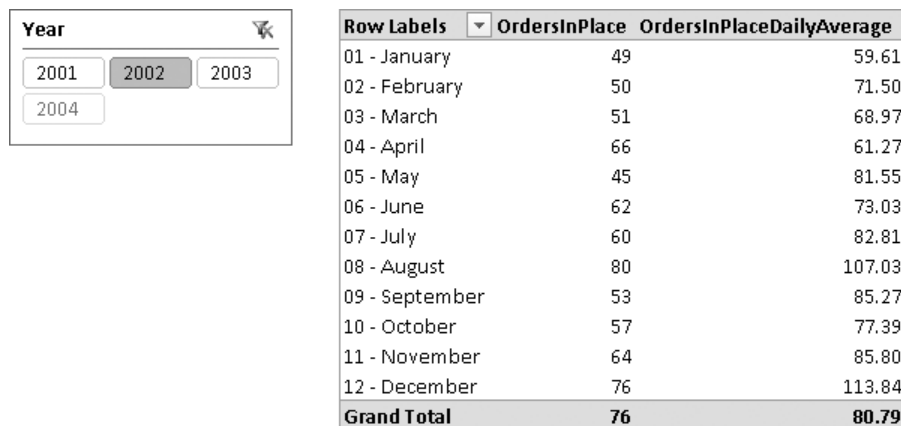 Year
2001 2002 2003
2004
Row Labels OrdersInPlace OrdersInPlaceDailyAverage
01 - January 49 59.61
02 - February 50 71.50
03 - March 51 68.97
04 - April 66 61.27
05 - May 45 81.55
06 - June 62 73.03
07 - July 60 82.81
08 - August 80 107.03
09 - September 53 85.27
10 - October 57 77.39
11 - November 64 85.80
12 - December 76 113.84
Grand Total 76 80.79